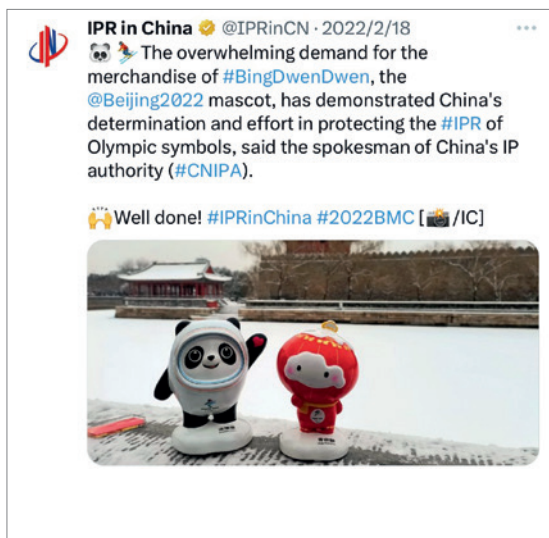 IPR in China @IPRinCN · 2022/2/18
🐼 ⛷️The overwhelming demand for the
merchandise of #BingDwenDwen, the
@Beijing2022 mascot, has demonstrated China's
determination and effort in protecting the #IPR of
Olympic symbols, said the spokesman of China's IP
authority (#CNIPA).
🙌Well done! #IPRinChina #2022BMC [📸/IC]